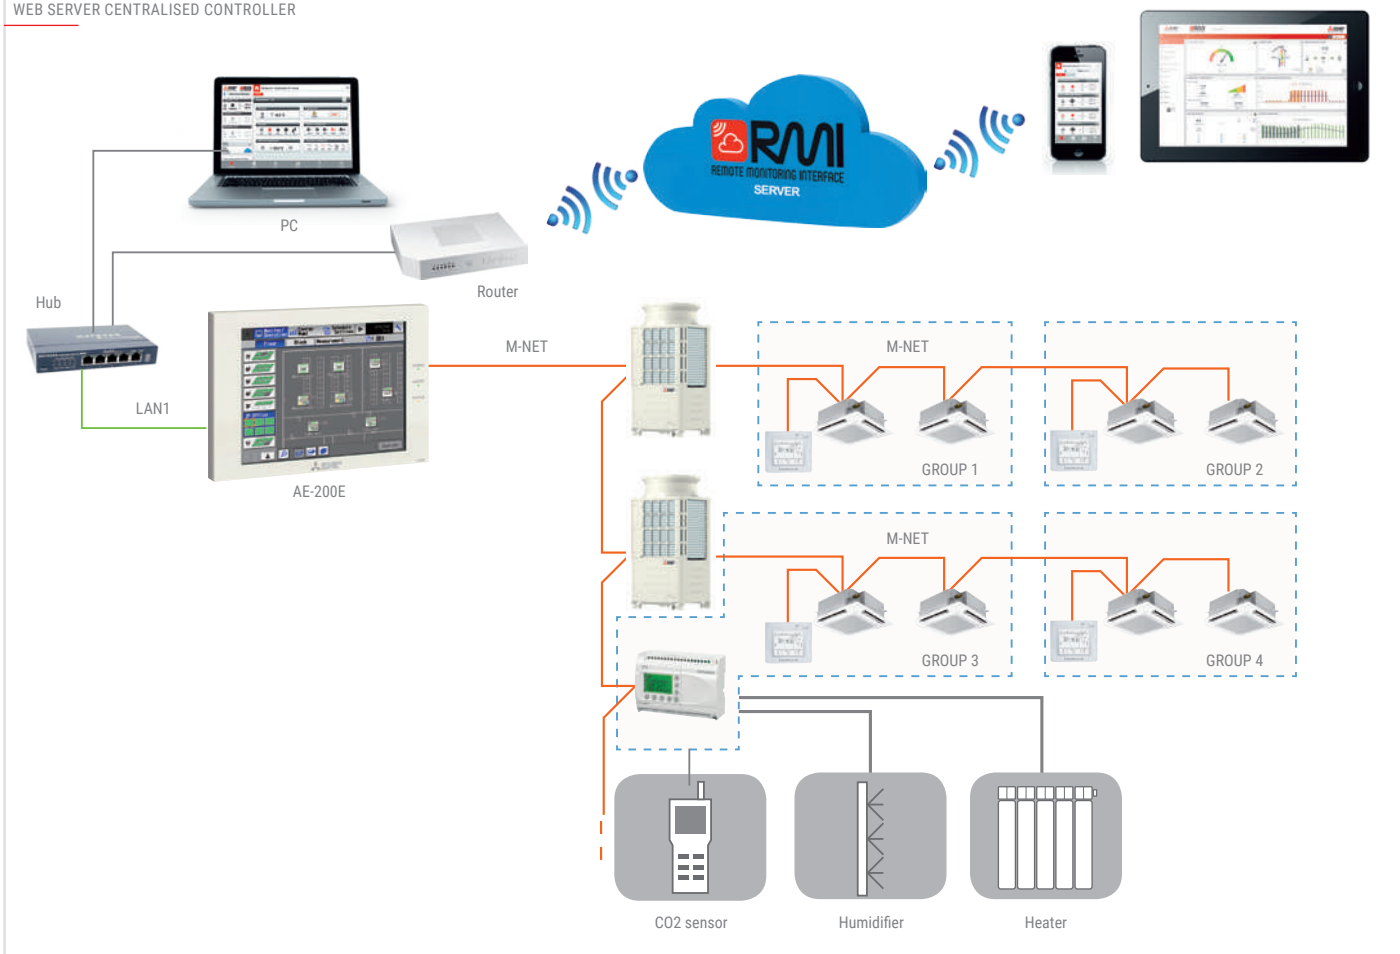 WEB SERVER CENTRALISED CONTROLLER
RMI
REMOTE MONITORING INTERFACE
SERVER
PC
Router
Hub
LAN1
AE-200E
M-NET
M-NET
GROUP 1
GROUP 2
M-NET
GROUP 3
GROUP 4
CO2 sensor
Humidifier
Heater